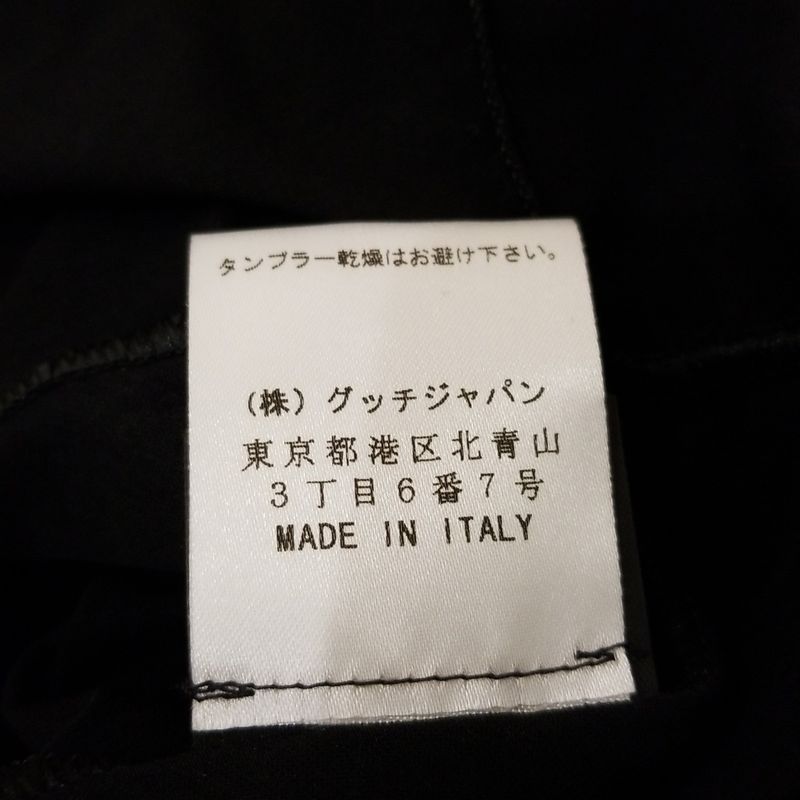 タンブラー乾燥はお避け下さい。
（株）グッチジャパン
東京都港区北青山
３丁目６番７号
MADE IN ITALY